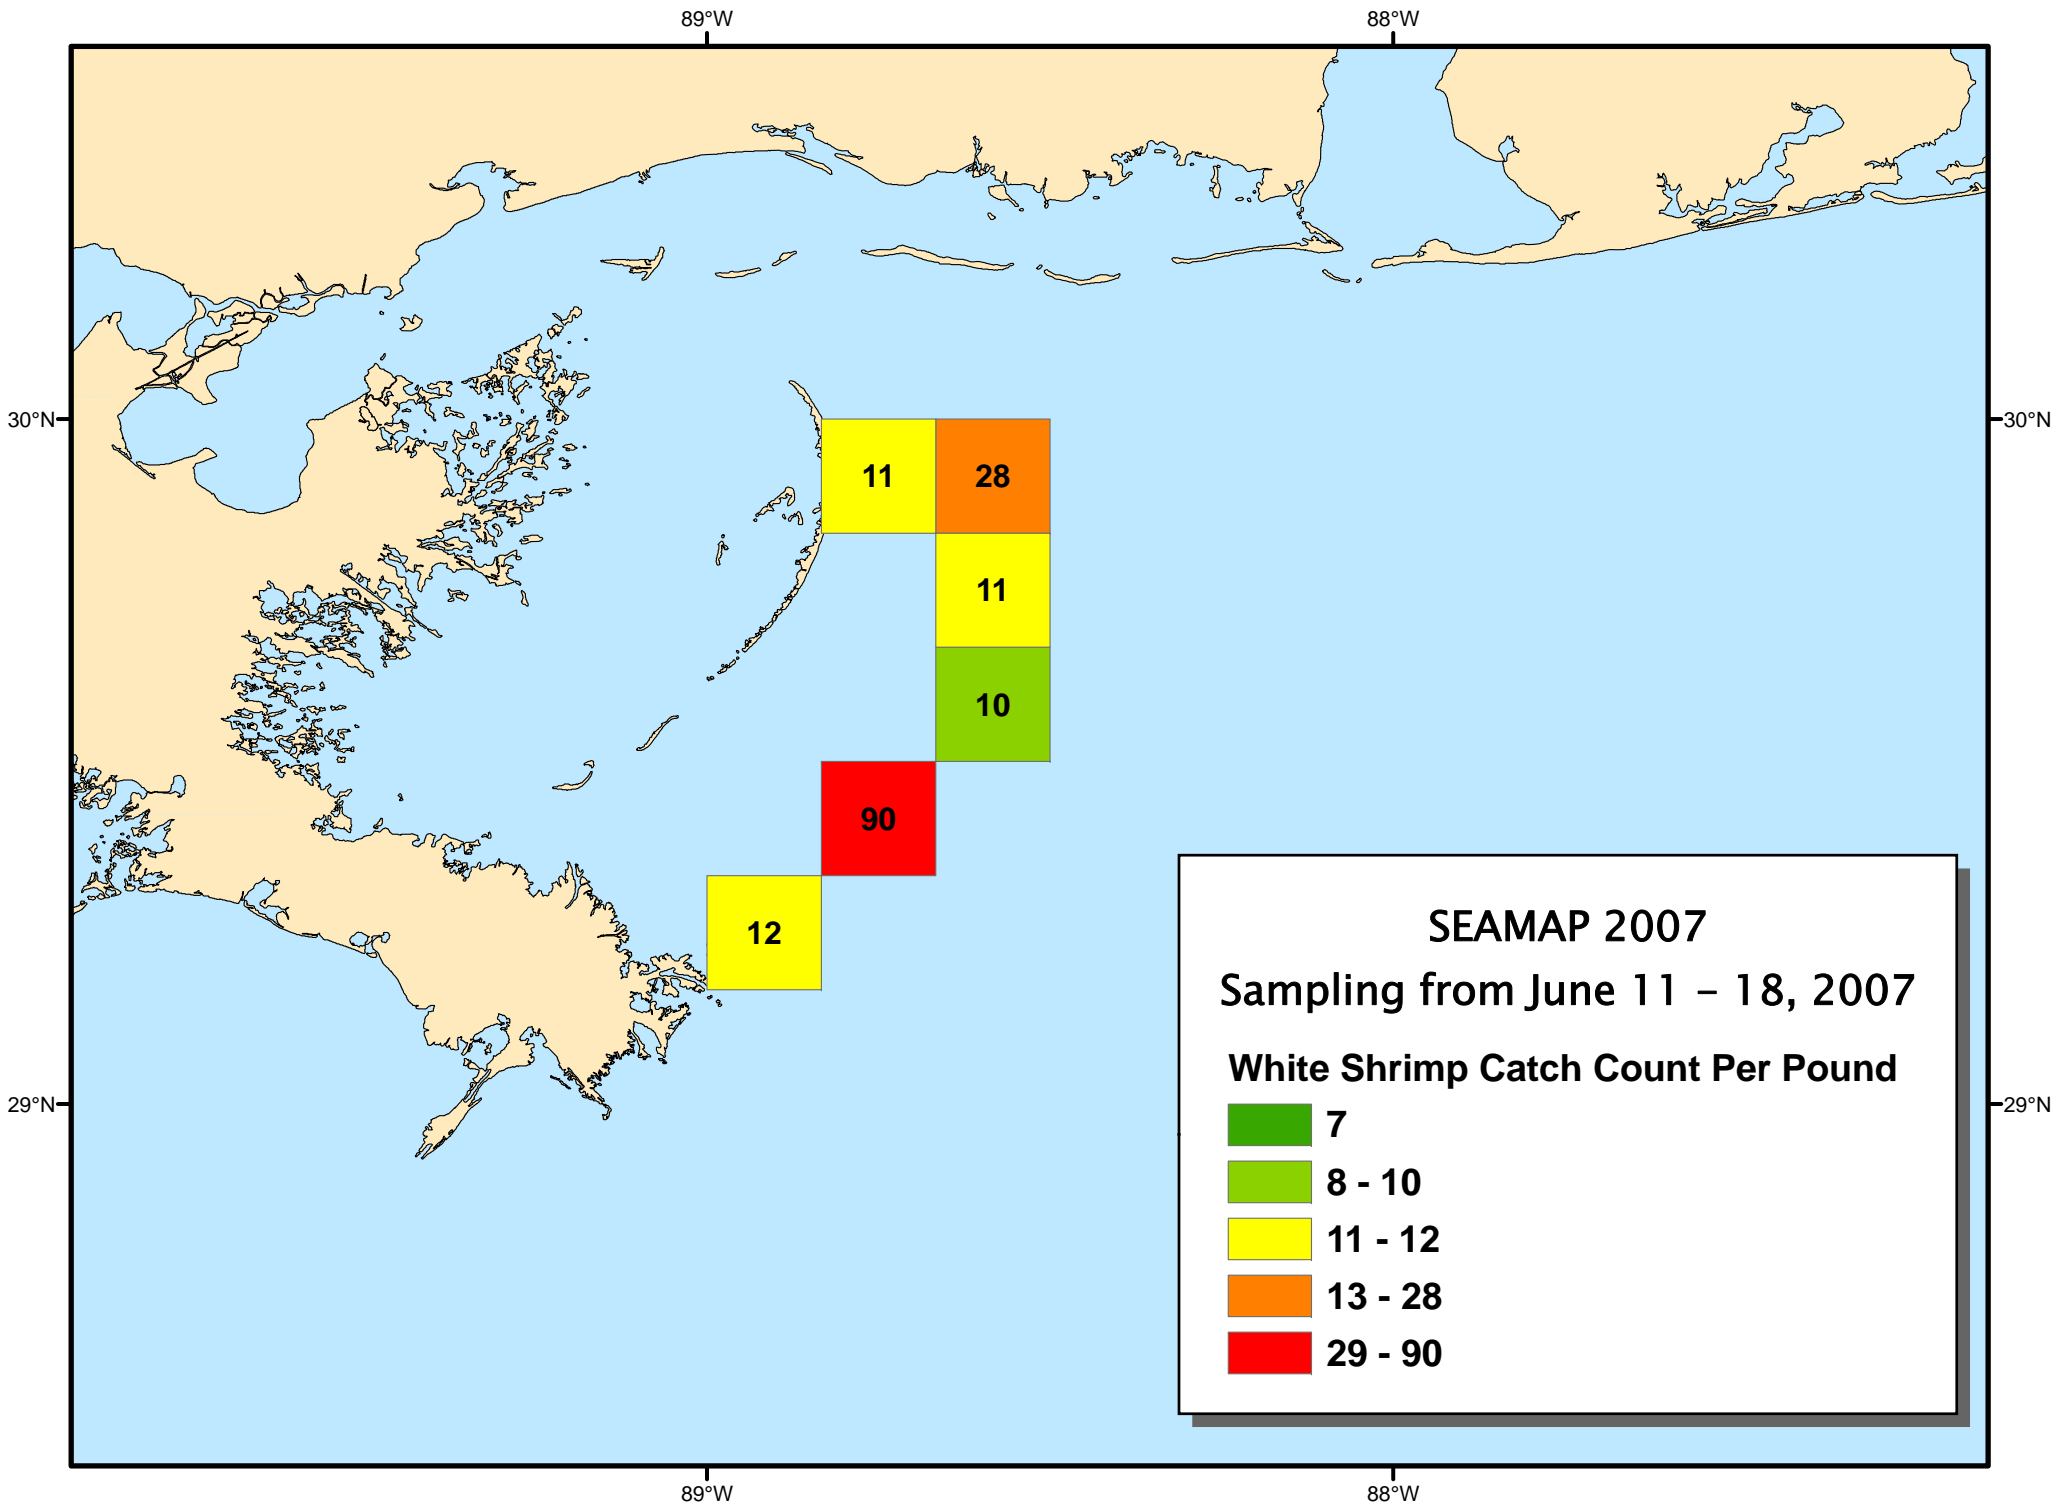 89°W 88°W
30°N 30°N
11 28
11
10
90
12
SEAMAP 2007
Sampling from June 11 – 18, 2007
White Shrimp Catch Count Per Pound
7
8 - 10
11 - 12
13 - 28
29 - 90
29°N 29°N
89°W 88°W